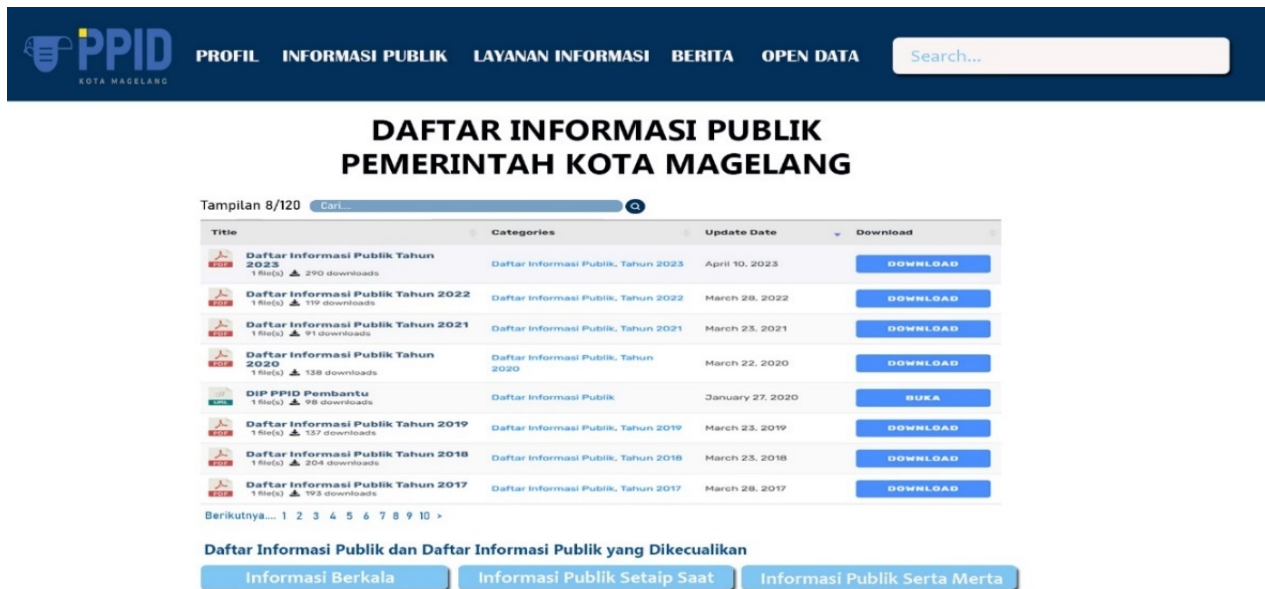 PPID
KOTA MAGELANG
PROFIL INFORMASI PUBLIK LAYANAN INFORMASI BERITA OPEN DATA Search...
DAFTAR INFORMASI PUBLIK
PEMERINTAH KOTA MAGELANG
Tampilan 8/120 Cari....
Title Categories Update Date Download
PDF Daftar Informasi Publik Tahun
2023
1 file(s) 290 downloads
Daftar Informasi Publik, Tahun 2023 April 10, 2023 DOWNLOAD
PDF Daftar Informasi Publik Tahun 2022
1 file(s) 119 downloads
Daftar Informasi Publik, Tahun 2022 March 28, 2022 DOWNLOAD
PDF Daftar Informasi Publik Tahun 2021
1 file(s) 91 downloads
Daftar Informasi Publik, Tahun 2021 March 23, 2021 DOWNLOAD
PDF Daftar Informasi Publik Tahun
2020
1 file(s) 138 downloads
Daftar Informasi Publik, Tahun
2020
March 22, 2020 DOWNLOAD
URL DIP PPID Pembantu
1 file(s) 98 downloads
Daftar Informasi Publik January 27, 2020 BUKA
PDF Daftar Informasi Publik Tahun 2019
1 file(s) 137 downloads
Daftar Informasi Publik, Tahun 2019 March 23, 2019 DOWNLOAD
PDF Daftar Informasi Publik Tahun 2018
1 file(s) 204 downloads
Daftar Informasi Publik, Tahun 2018 March 23, 2018 DOWNLOAD
PDF Daftar Informasi Publik Tahun 2017
1 file(s) 193 downloads
Daftar Informasi Publik, Tahun 2017 March 28, 2017 DOWNLOAD
Berikutnya.... 1 2 3 4 5 6 7 8 9 10 >
Daftar Informasi Publik dan Daftar Informasi Publik yang Dikecualikan
Informasi Berkala Informasi Publik Setaip Saat Informasi Publik Serta Merta